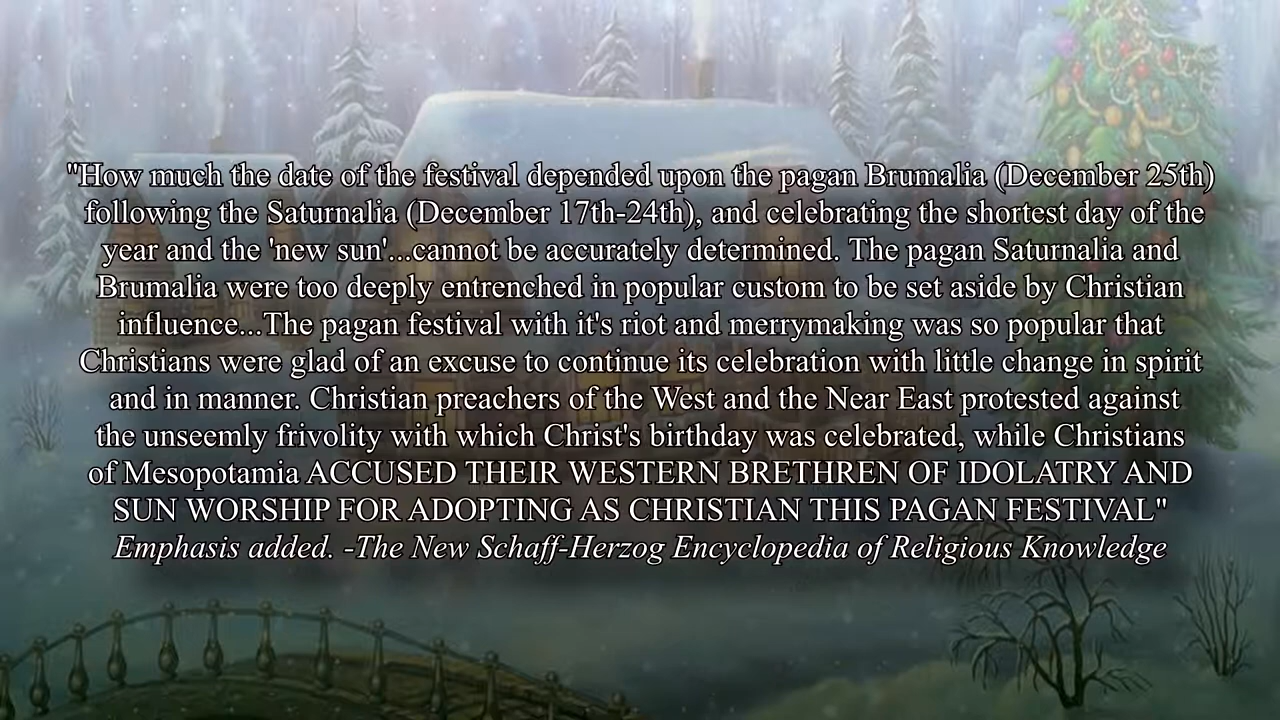 "How much the date of the festival depended upon the pagan Brumalia (December 25th)
following the Saturnalia (December 17th-24th), and celebrating the shortest day of the
year and the 'new sun'...cannot be accurately determined. The pagan Saturnalia and
Brumalia were too deeply entrenched in popular custom to be set aside by Christian
influence...The pagan festival with it's riot and merrymaking was so popular that
Christians were glad of an excuse to continue its celebration with little change in spirit
and in manner. Christian preachers of the West and the Near East protested against
the unseemly frivolity with which Christ's birthday was celebrated, while Christians
of Mesopotamia ACCUSED THEIR WESTERN BRETHREN OF IDOLATRY AND
SUN WORSHIP FOR ADOPTING AS CHRISTIAN THIS PAGAN FESTIVAL"
Emphasis added. -The New Schaff-Herzog Encyclopedia of Religious Knowledge